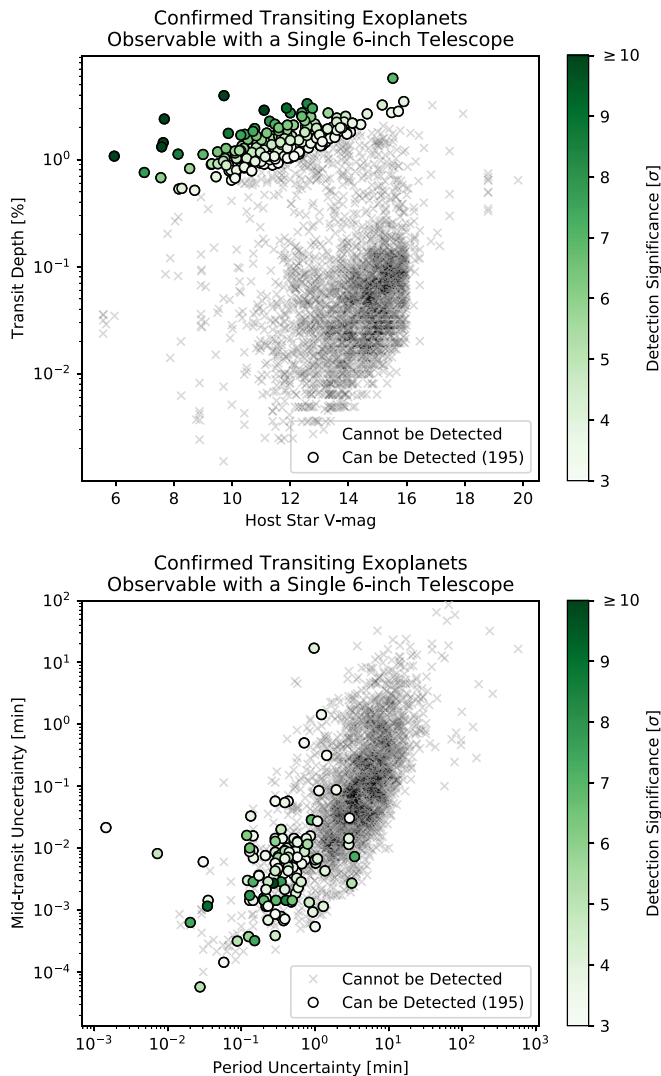 Confirmed Transiting Exoplanets
Observable with a Single 6-inch Telescope
Transit Depth [%]
10⁰
10⁻¹
10⁻²
6 8 10 12 14 16 18 20
Host Star V-mag
Cannot be Detected
Can be Detected (195)
≥ 10
9
8
7
6
5
4
3
Detection Significance [σ]
Confirmed Transiting Exoplanets
Observable with a Single 6-inch Telescope
Mid-transit Uncertainty [min]
10²
10¹
10⁰
10⁻¹
10⁻²
10⁻³
10⁻⁴
10⁻³ 10⁻² 10⁻¹ 10⁰ 10¹ 10² 10³
Period Uncertainty [min]
Cannot be Detected
Can be Detected (195)
≥ 10
9
8
7
6
5
4
3
Detection Significance [σ]